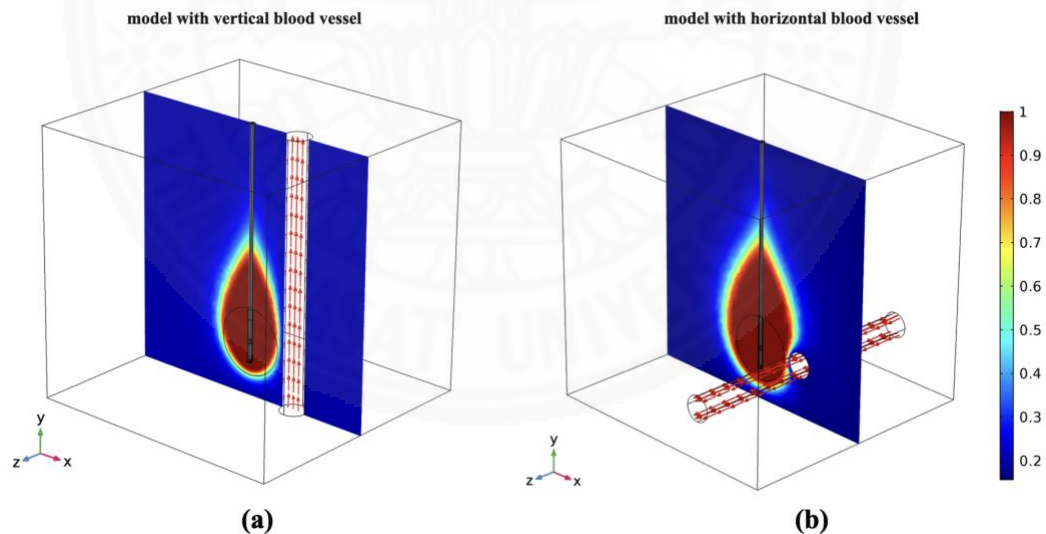 model with vertical blood vessel
model with horizontal blood vessel
y
z x
y
z x
1
0.9
0.8
0.7
0.6
0.5
0.4
0.3
0.2
(a)
(b)